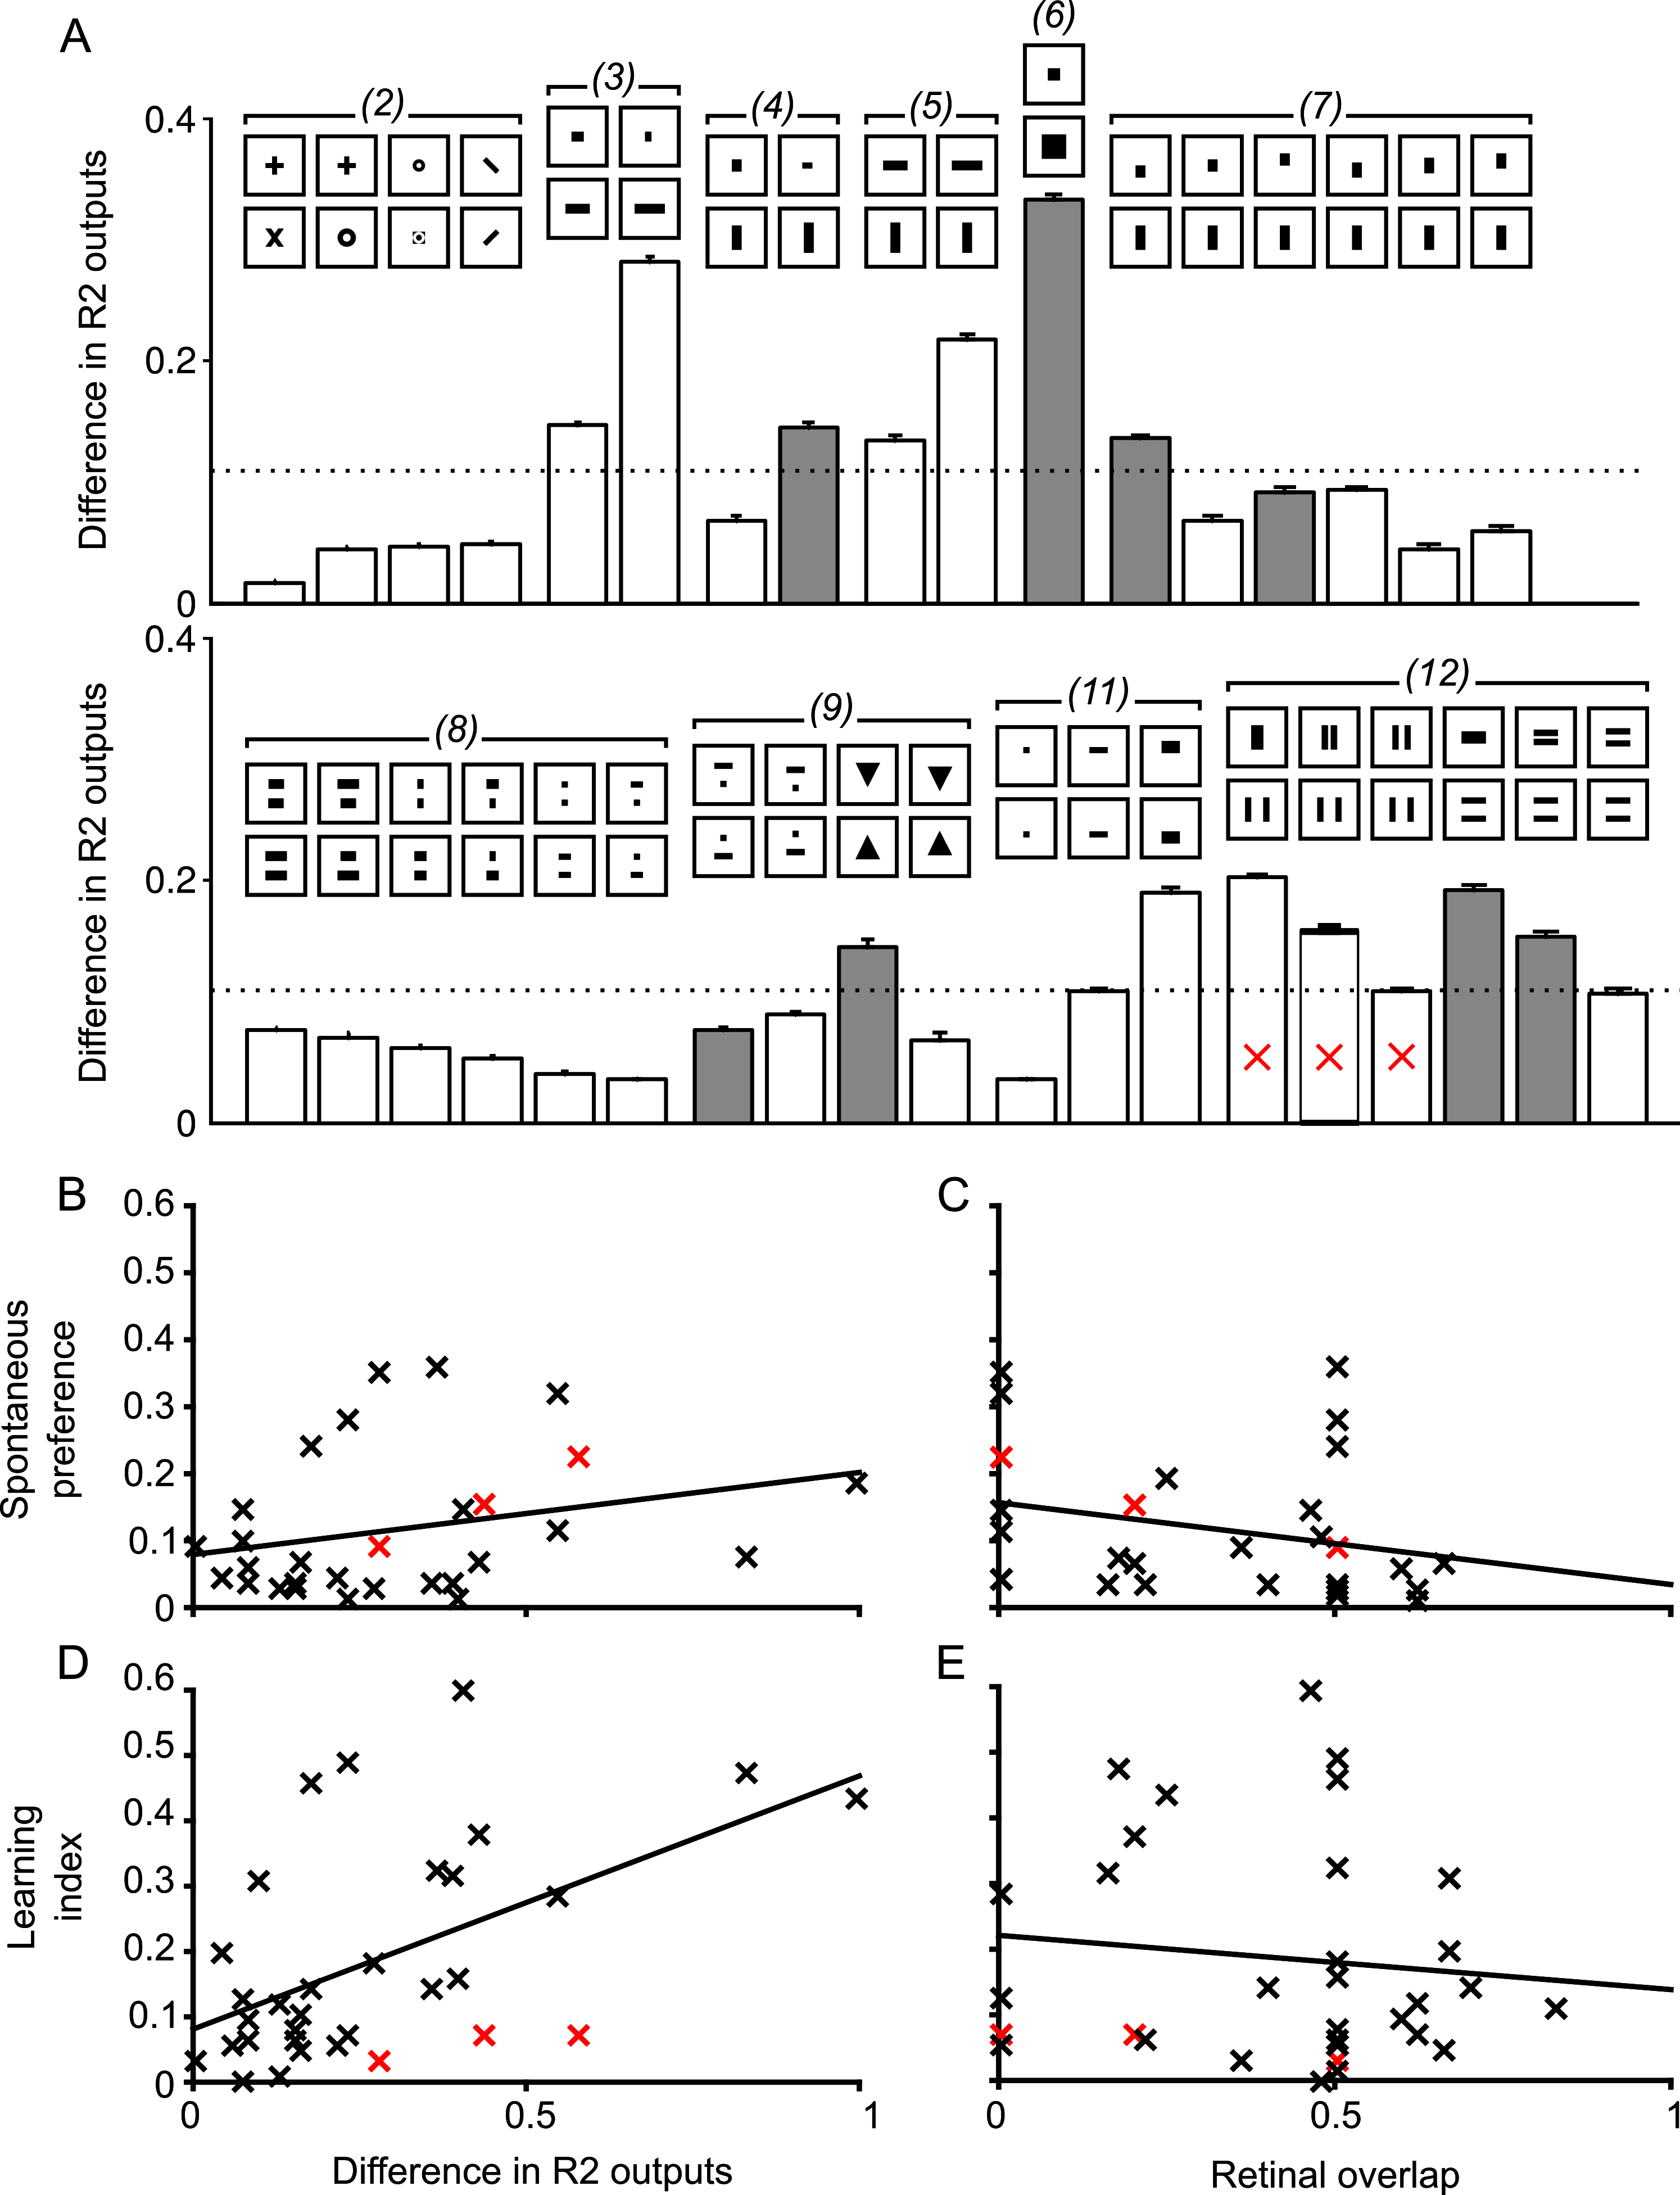 A
(6)
(3)
(2)
(4)
(5)
(7)
0.4
0.2
0
Difference in R2 outputs
0.4
0.2
0
Difference in R2 outputs
(8)
(9)
(11)
(12)
B
0.6
0.5
0.4
0.3
0.2
0.1
0
Spontaneous
preference
C
D
0.6
0.5
0.4
0.3
0.2
0.1
0
Learning
index
0
0.5
1
Difference in R2 outputs
E
0
0.5
1
Retinal overlap